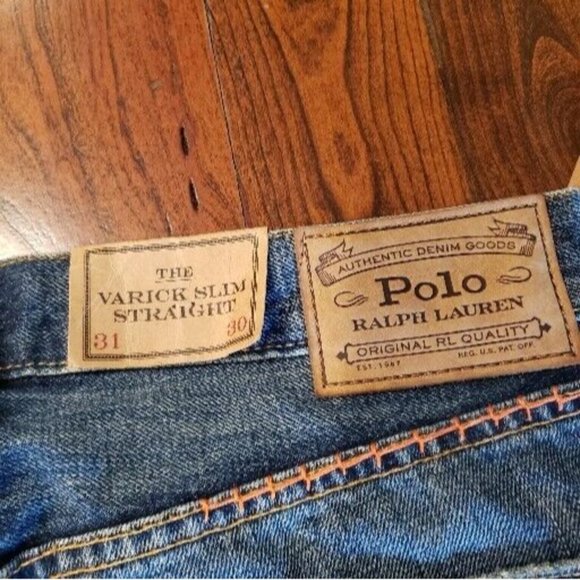 THE
VARICK SLIM
STRAIGHT
31 30
AUTHENTIC DENIM GOODS
Polo
RALPH LAUREN
ORIGINAL RL QUALITY
EST. 1967 REG. U.S. PAT. OFF.